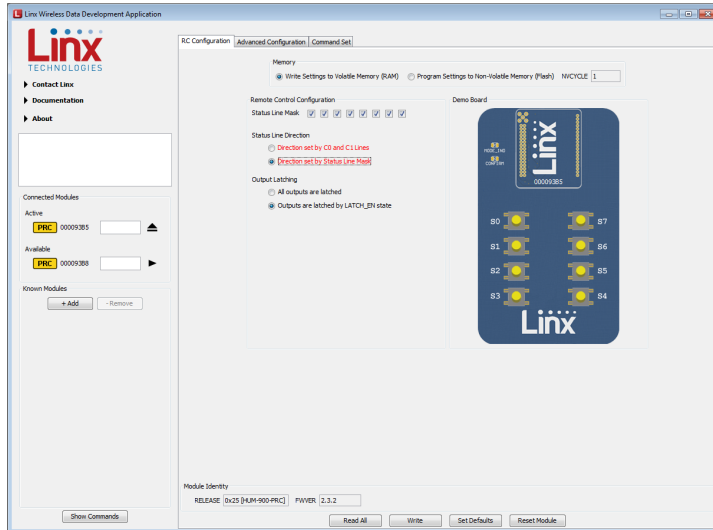 Linx Wireless Data Development Application
Linx
TECHNOLOGIES
Contact Linx
Documentation
About
Connected Modules
Active
PRC 000093B5
Available
PRC 000093B8
Known Modules
+ Add - Remove
Show Commands
RC Configuration Advanced Configuration Command Set
Memory
Write Settings to Volatile Memory (RAM) Program Settings to Non-Volatile Memory (Flash) NVCYCLE 1
Remote Control Configuration
Status Line Mask
Status Line Direction
Direction set by C0 and C1 Lines
Direction set by Status Line Mask
Output Latching
All outputs are latched
Outputs are latched by LATCH_EN state
Demo Board
Linx
MODE_IND
CONFIRM
000093B5
S0 S7
S1 S6
S2 S5
S3 S4
Linx
Module Identity
RELEASE 0x25 [HUM-900-PRC] FWVER 2.3.2
Read All Write Set Defaults Reset Module